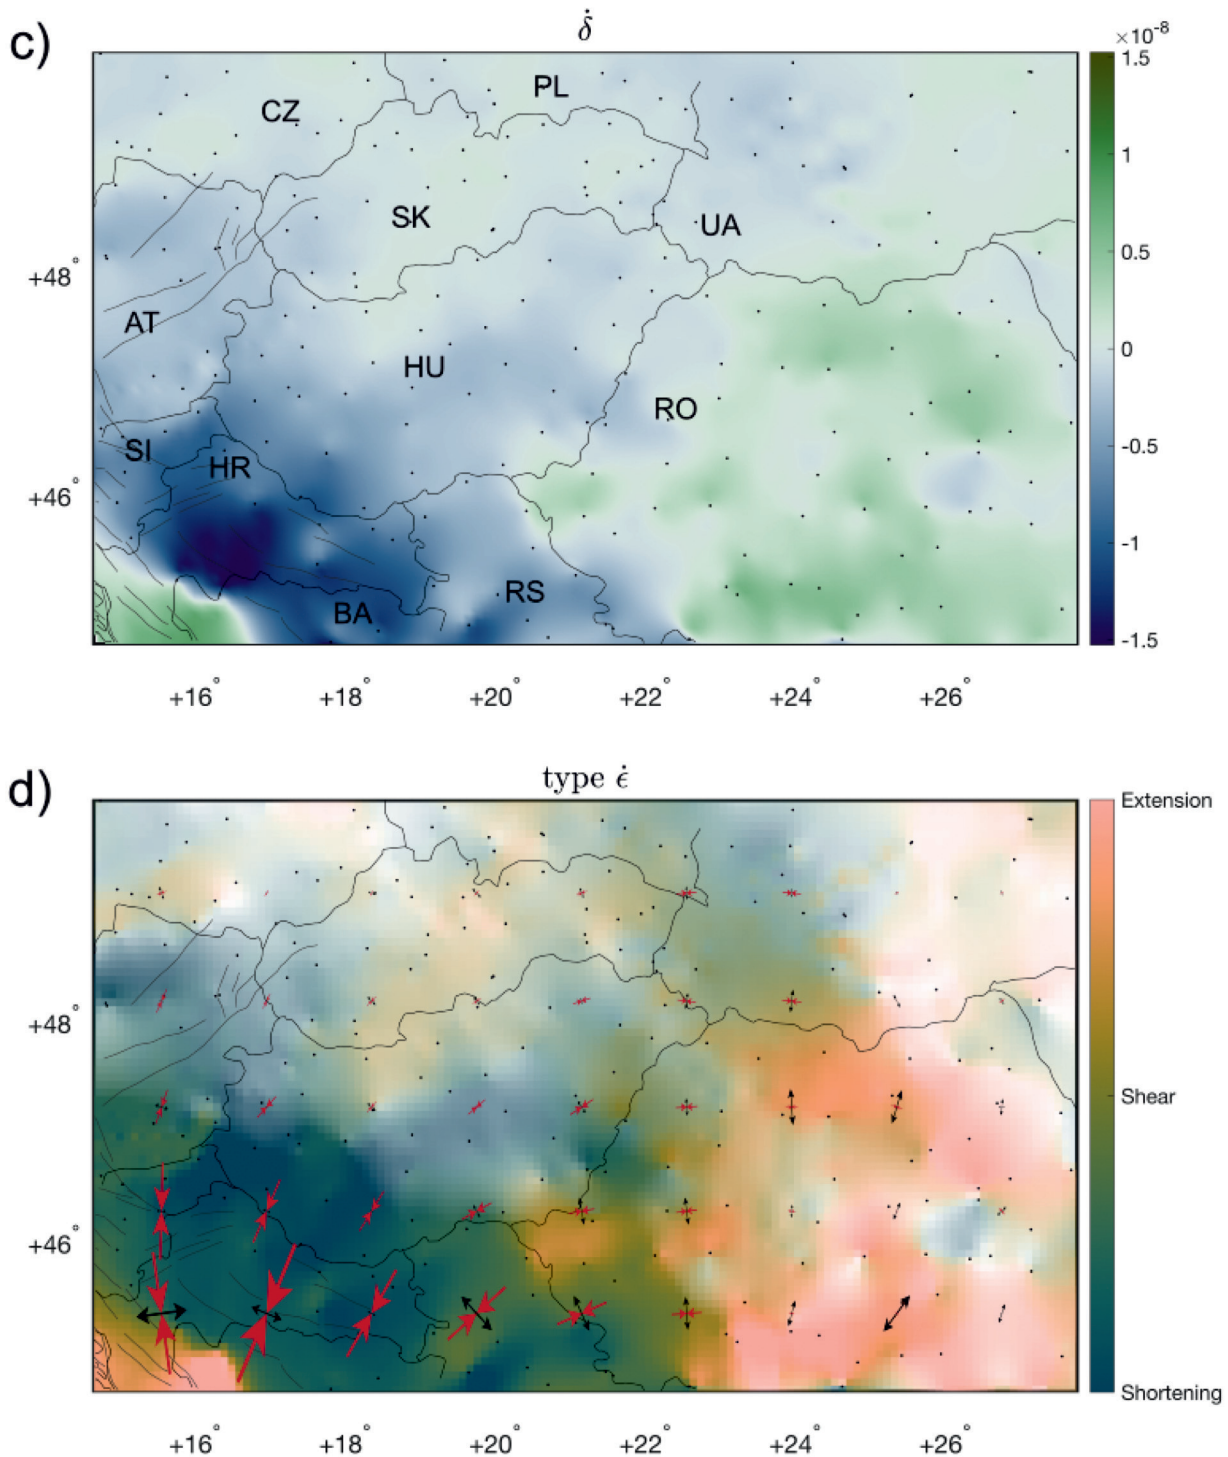 c)
δ̇
×10⁻⁸
1.5
PL
CZ
1
SK
UA
0.5
+48°
AT
0
HU
RO
-0.5
SI
HR
+46°
-1
RS
BA
-1.5
+16° +18° +20° +22° +24° +26°
d)
type ϵ̇
Extension
+48°
Shear
+46°
Shortening
+16° +18° +20° +22° +24° +26°